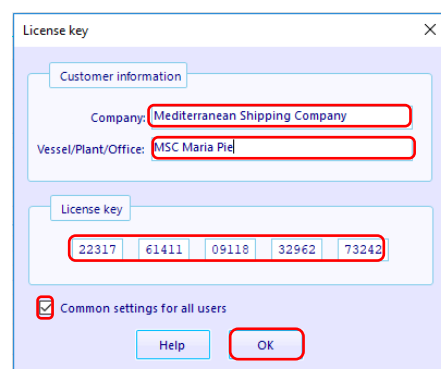 License key
Customer information
Company: Mediterranean Shipping Company
Vessel/Plant/Office: MSC Maria Pie
License key
22317 61411 09118 32962 73242
Common settings for all users
Help OK